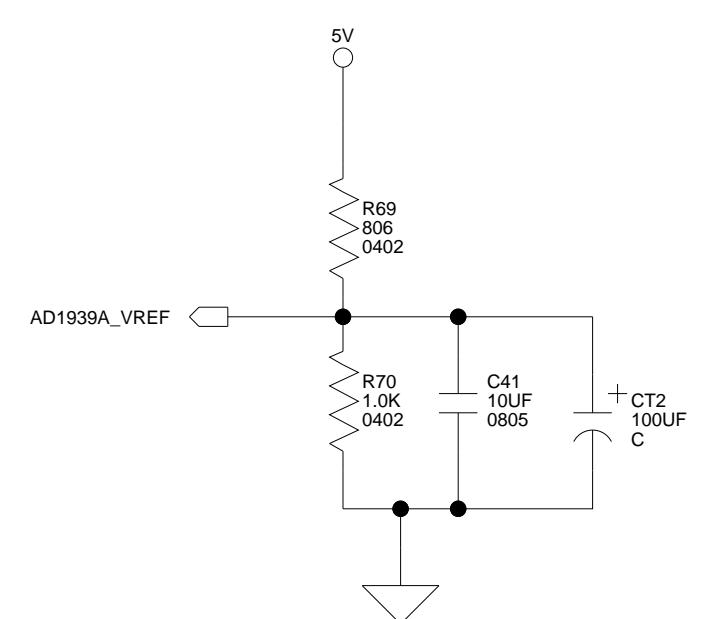 5V
R69
806
0402
AD1939A_VREF
R70
1.0K
0402
C41
10UF
0805
+
CT2
100UF
C